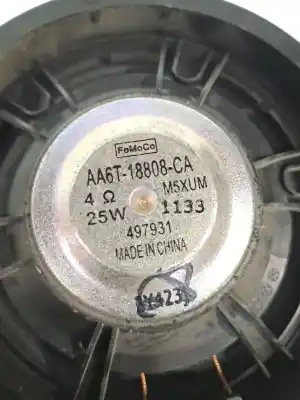 FoMoCo
AA6T-18808-CA
4 Ω M5XUM
25W 1133
497931
MADE IN CHINA